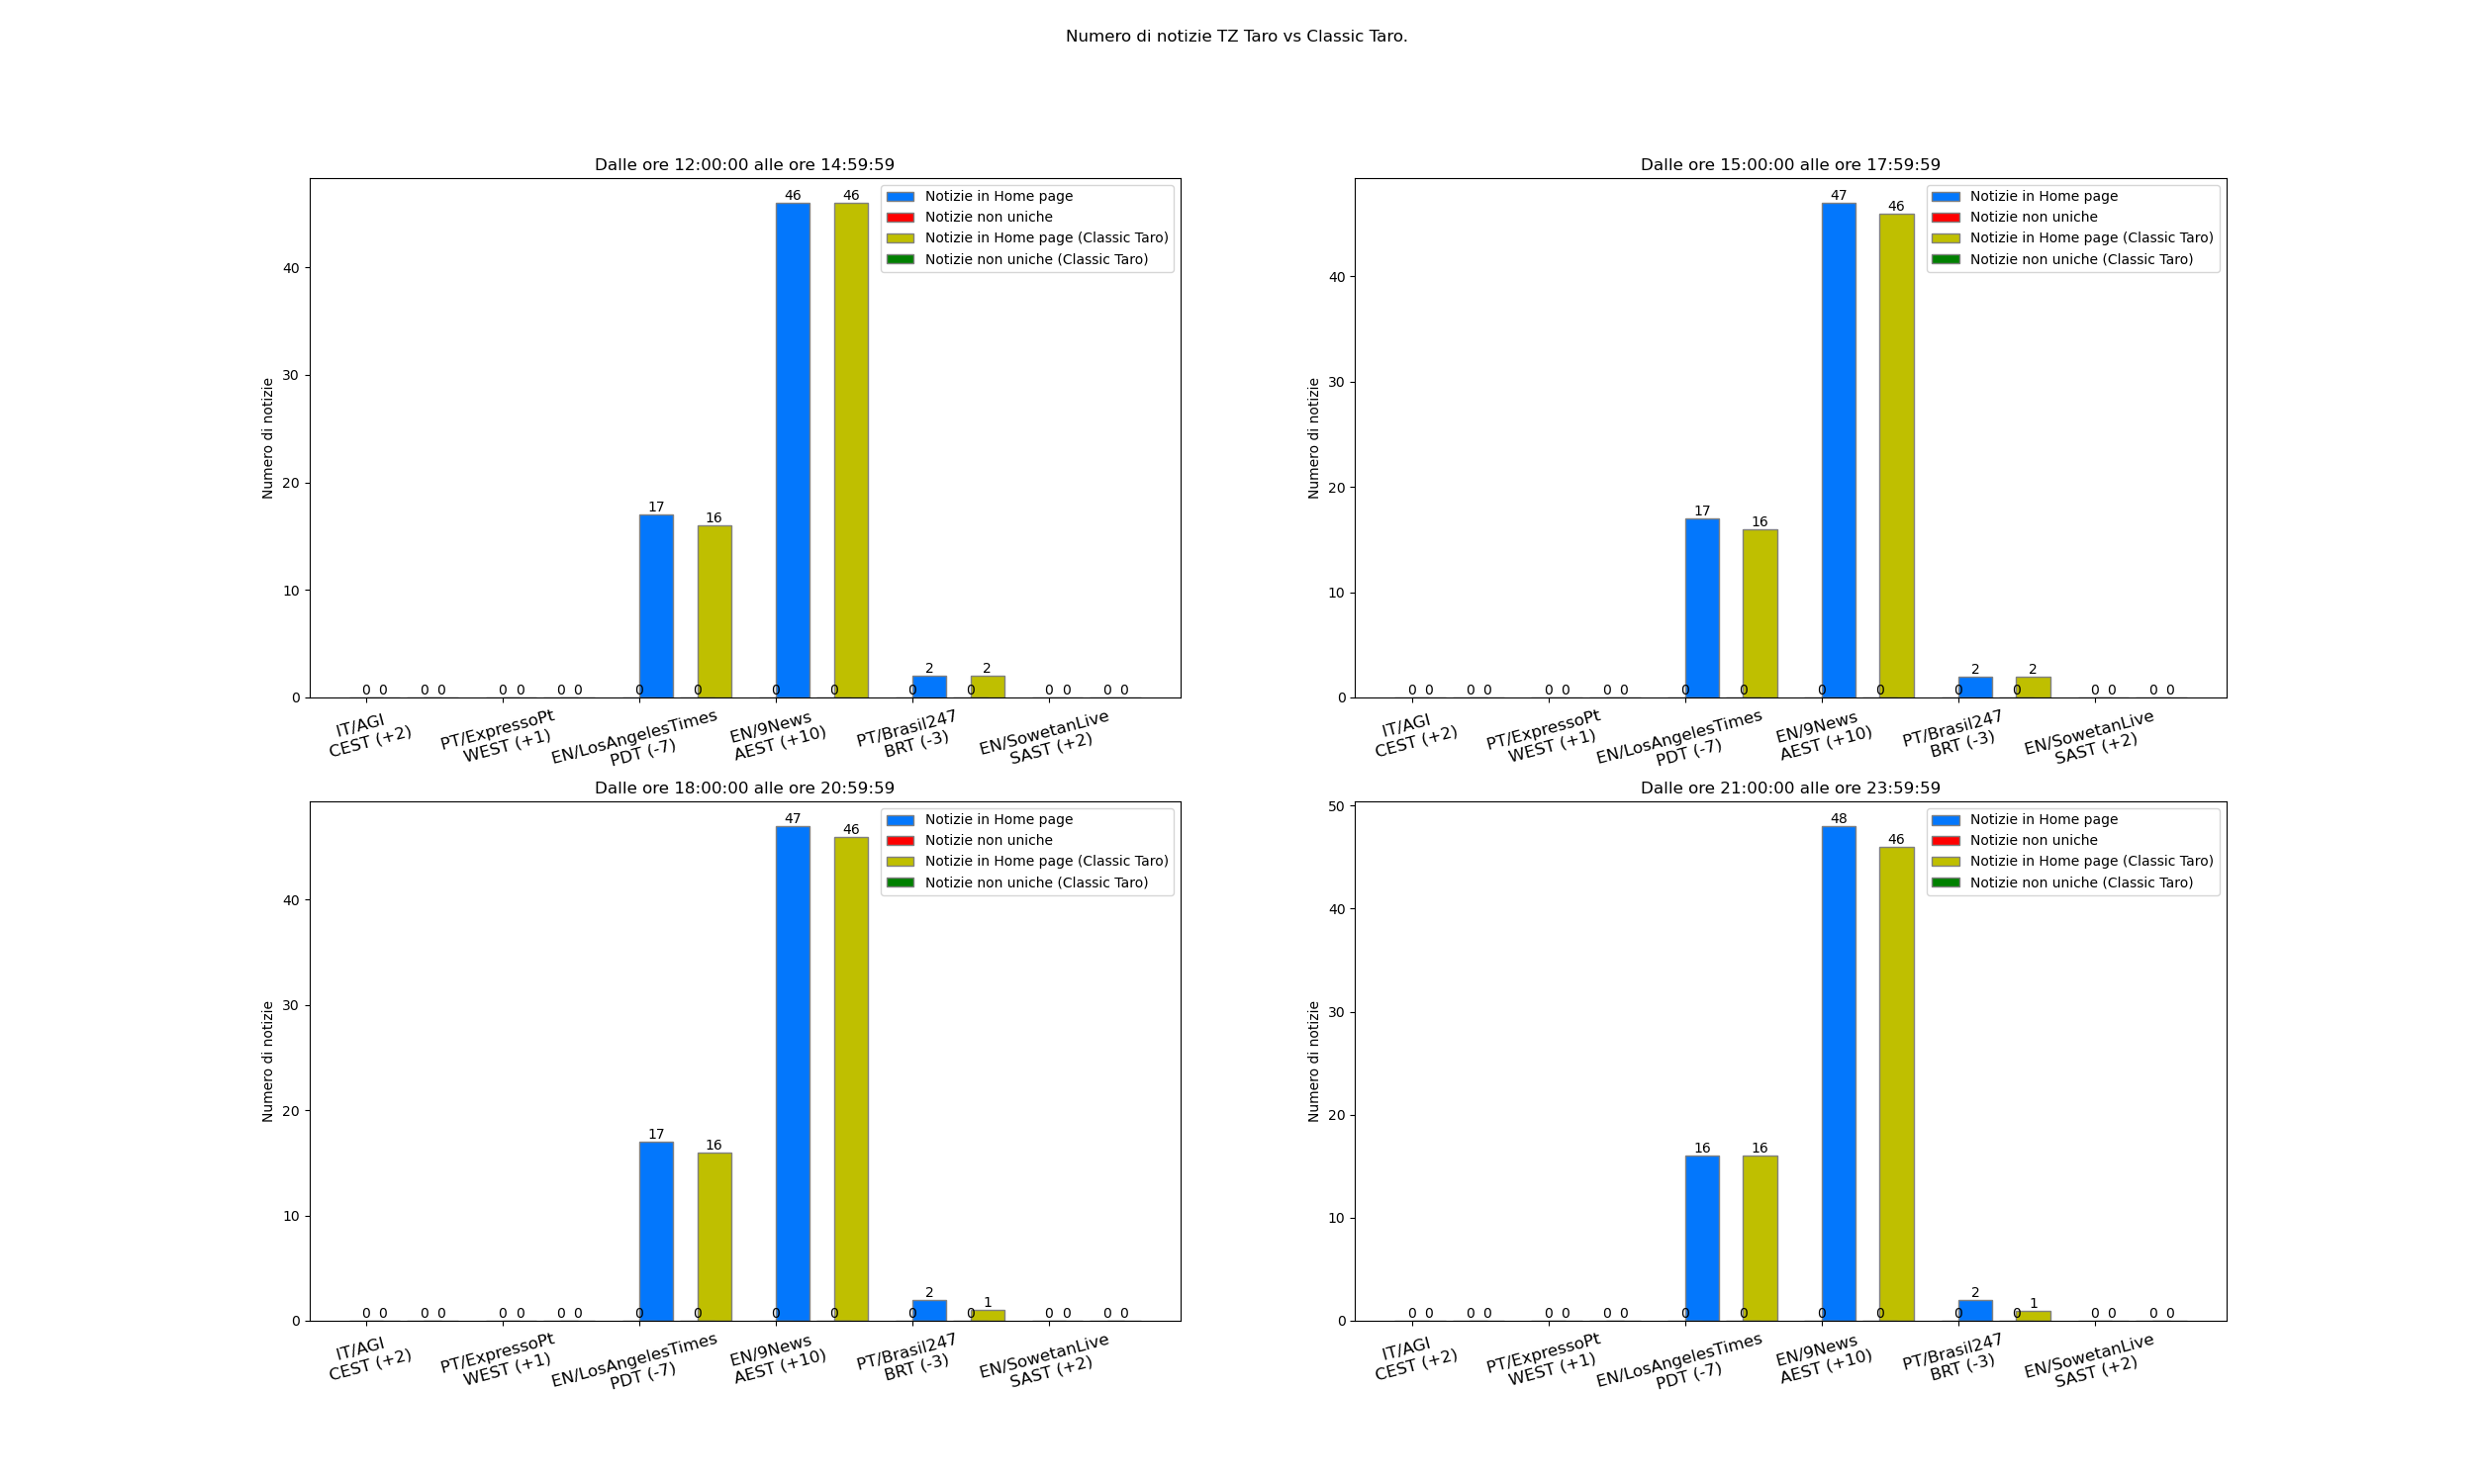 Numero di notizie TZ Taro vs Classic Taro.
Dalle ore 12:00:00 alle ore 14:59:59
Numero di notizie
40
30
20
10
0
46 46
17 16
2 2
0 0 0 0 0 0 0 0 0 0 0 0 0 0 0 0 0 0
Notizie in Home page
Notizie non uniche
Notizie in Home page (Classic Taro)
Notizie non uniche (Classic Taro)
IT/AGI
CEST (+2)
PT/ExpressoPt
WEST (+1)
EN/LosAngelesTimes
PDT (-7)
EN/9News
AEST (+10)
PT/Brasil247
BRT (-3)
EN/SowetanLive
SAST (+2)
Dalle ore 15:00:00 alle ore 17:59:59
Numero di notizie
40
30
20
10
0
47 46
17 16
2 2
0 0 0 0 0 0 0 0 0 0 0 0 0 0 0 0 0 0
Notizie in Home page
Notizie non uniche
Notizie in Home page (Classic Taro)
Notizie non uniche (Classic Taro)
IT/AGI
CEST (+2)
PT/ExpressoPt
WEST (+1)
EN/LosAngelesTimes
PDT (-7)
EN/9News
AEST (+10)
PT/Brasil247
BRT (-3)
EN/SowetanLive
SAST (+2)
Dalle ore 18:00:00 alle ore 20:59:59
Numero di notizie
40
30
20
10
0
47 46
17 16
2 1
0 0 0 0 0 0 0 0 0 0 0 0 0 0 0 0 0 0
Notizie in Home page
Notizie non uniche
Notizie in Home page (Classic Taro)
Notizie non uniche (Classic Taro)
IT/AGI
CEST (+2)
PT/ExpressoPt
WEST (+1)
EN/LosAngelesTimes
PDT (-7)
EN/9News
AEST (+10)
PT/Brasil247
BRT (-3)
EN/SowetanLive
SAST (+2)
Dalle ore 21:00:00 alle ore 23:59:59
Numero di notizie
50
40
30
20
10
0
48 46
16 16
2 1
0 0 0 0 0 0 0 0 0 0 0 0 0 0 0 0 0 0
Notizie in Home page
Notizie non uniche
Notizie in Home page (Classic Taro)
Notizie non uniche (Classic Taro)
IT/AGI
CEST (+2)
PT/ExpressoPt
WEST (+1)
EN/LosAngelesTimes
PDT (-7)
EN/9News
AEST (+10)
PT/Brasil247
BRT (-3)
EN/SowetanLive
SAST (+2)